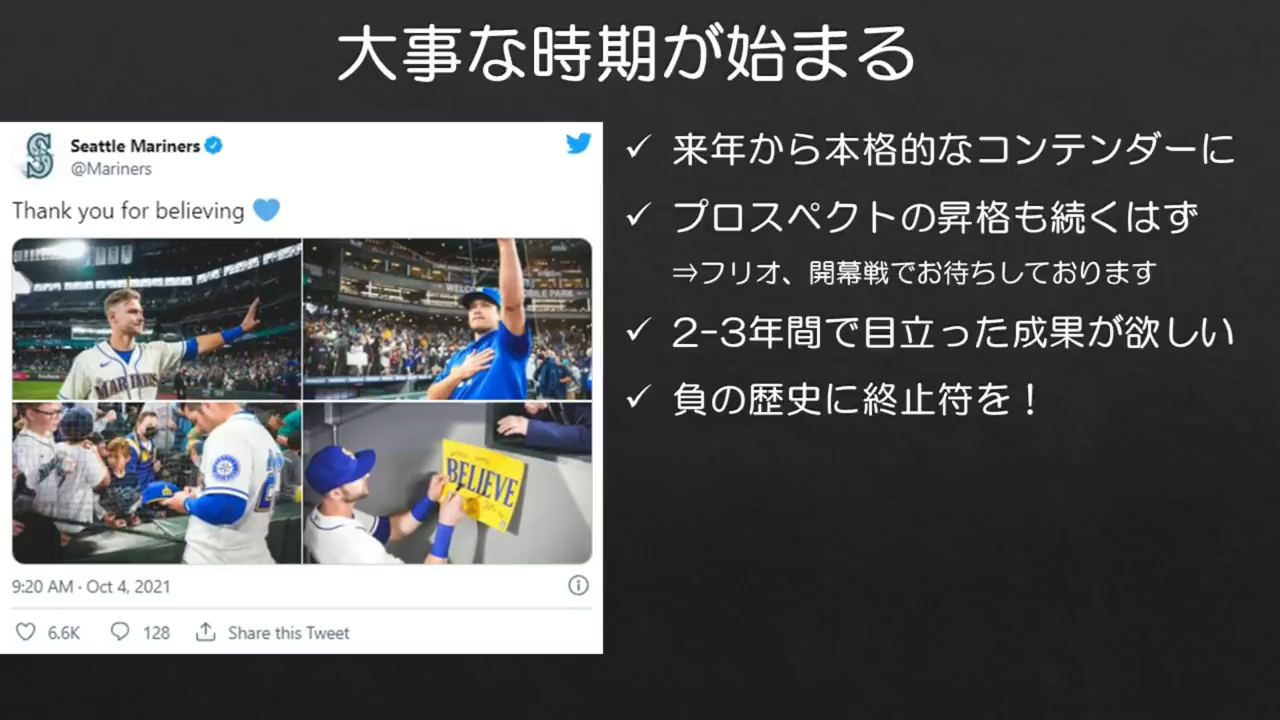 大事な時期が始まる
Seattle Mariners
@Mariners
Thank you for believing
MARINERS
BELIEVE
9:20 AM · Oct 4, 2021
6.6K
128
Share this Tweet
✓ 来年から本格的なコンテンダーに
✓ プロスペクトの昇格も続くはず
⇒フリオ、開幕戦でお待ちしております
✓ 2-3年間で目立った成果が欲しい
✓ 負の歴史に終止符を！